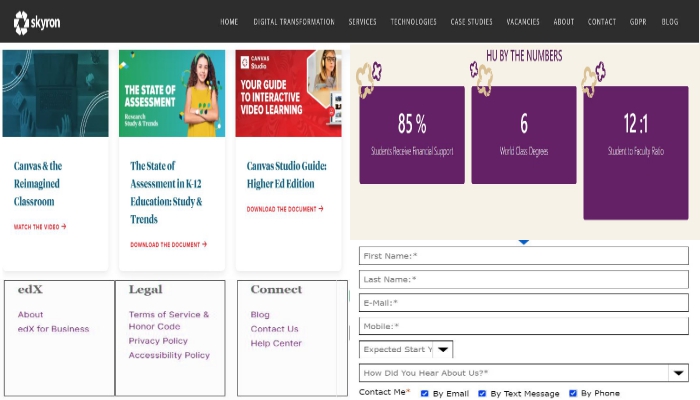 skyron
HOME DIGITAL TRANSFORMATION SERVICES TECHNOLOGIES CASE STUDIES VACANCIES ABOUT CONTACT GDPR BLOG
THE STATE OF
ASSESSMENT
Research
Study & Trends
CANVAS
Studio
YOUR GUIDE
TO INTERACTIVE
VIDEO LEARNING
Canvas & the
Reimagined
Classroom
WATCH THE VIDEO →
The State of
Assessment in K-12
Education: Study &
Trends
DOWNLOAD THE DOCUMENT →
Canvas Studio Guide:
Higher Ed Edition
DOWNLOAD THE DOCUMENT →
HU BY THE NUMBERS
85 %
Students Receive Financial Support
6
World Class Degrees
12 :1
Student to Faculty Ratio
edX
About
edX for Business
Legal
Terms of Service &
Honor Code
Privacy Policy
Accessibility Policy
Connect
Blog
Contact Us
Help Center
First Name:*
Last Name:*
E-Mail:*
Mobile:*
Expected Start Y
How Did You Hear About Us?*
Contact Me* By Email By Text Message By Phone